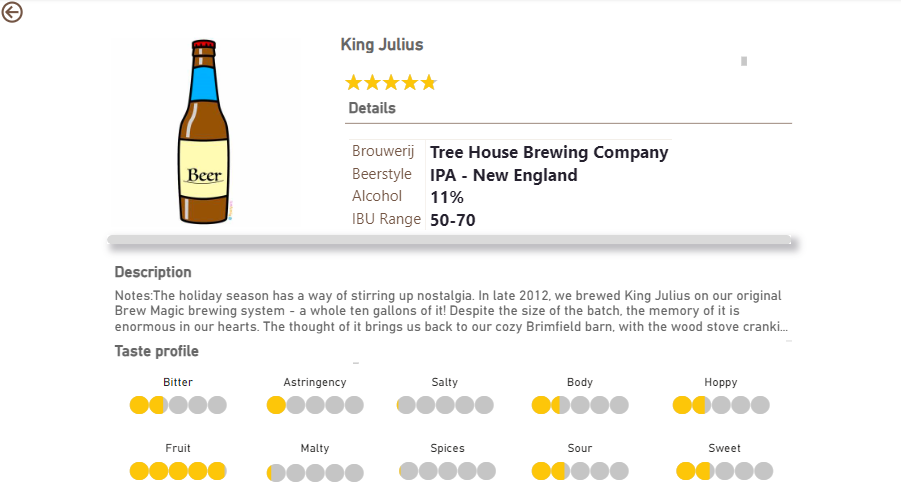 King Julius
Details
Beer
Brouwerij Tree House Brewing Company
Beerstyle IPA - New England
Alcohol 11%
IBU Range 50-70
Description
Notes:The holiday season has a way of stirring up nostalgia. In late 2012, we brewed King Julius on our original
Brew Magic brewing system - a whole ten gallons of it! Despite the size of the batch, the memory of it is
enormous in our hearts. The thought of it brings us back to our cozy Brimfield barn, with the wood stove cranki...
Taste profile
Bitter Astringency Salty Body Hoppy
Fruit Malty Spices Sour Sweet